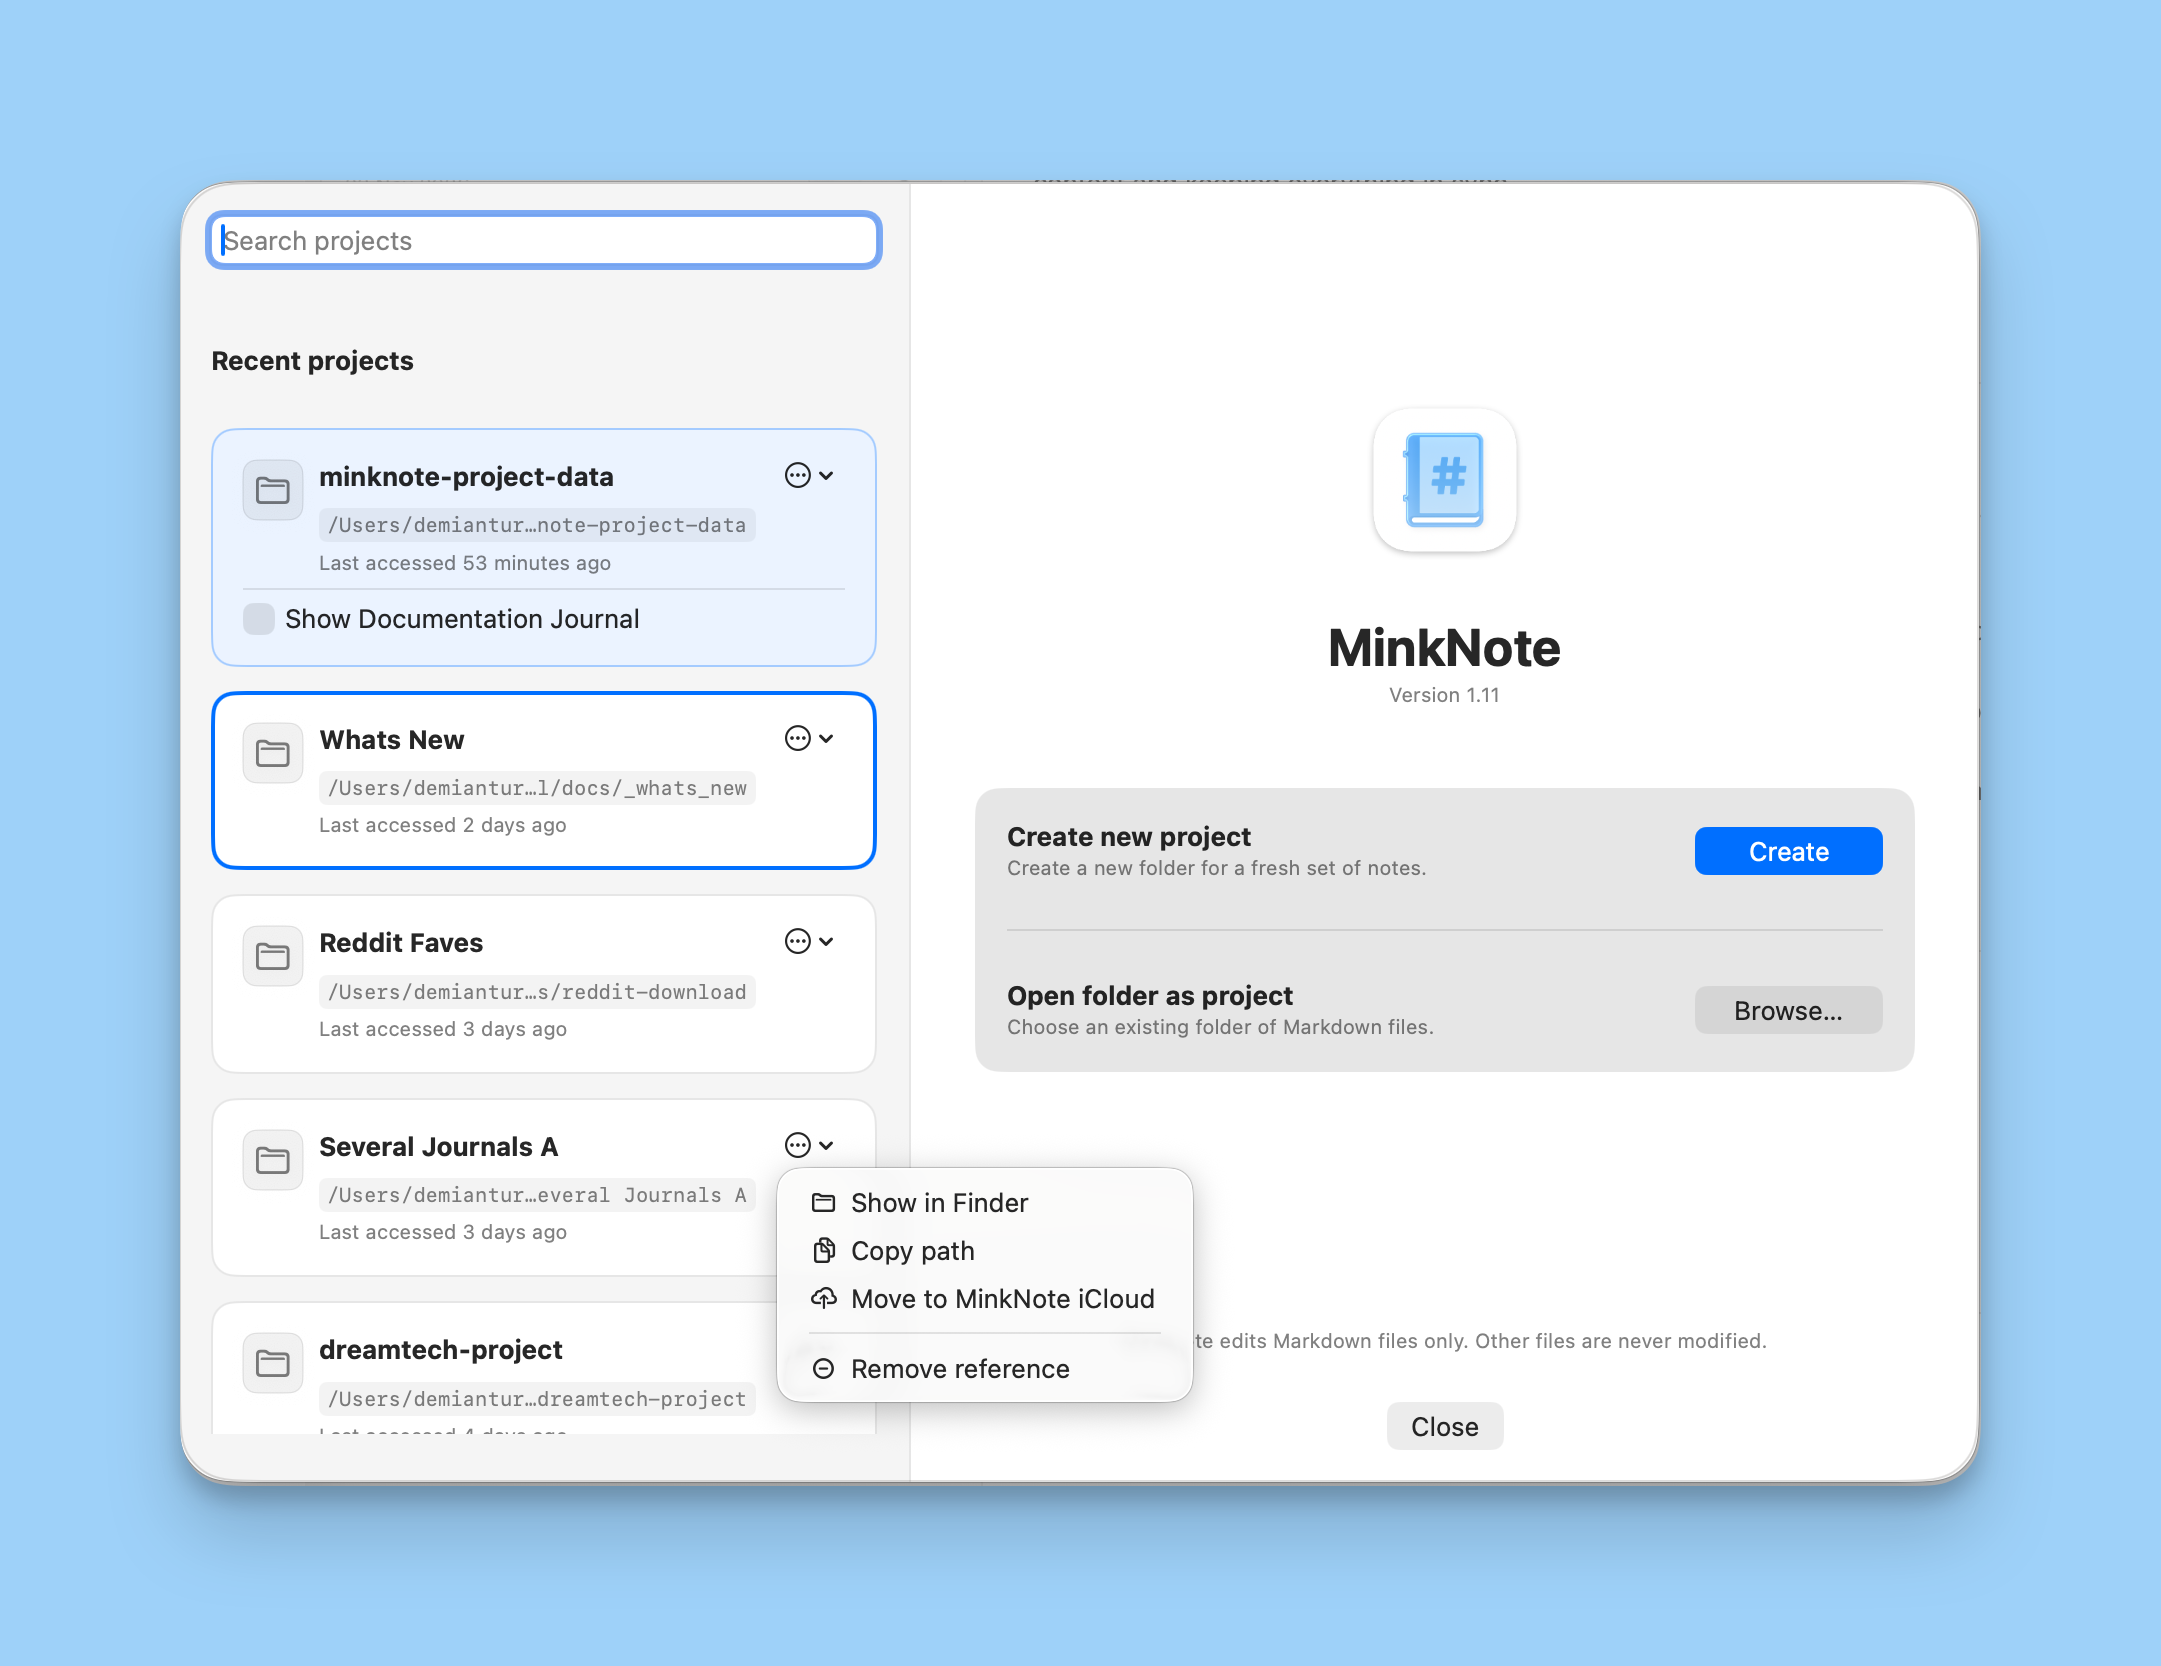 Search projects
Recent projects
minknote-project-data
/Users/demiantur…note-project-data
Last accessed 53 minutes ago
Show Documentation Journal
Whats New
/Users/demiantur…l/docs/_whats_new
Last accessed 2 days ago
Reddit Faves
/Users/demiantur…s/reddit-download
Last accessed 3 days ago
Several Journals A
/Users/demiantur…everal Journals A
Last accessed 3 days ago
dreamtech-project
/Users/demiantur…dreamtech-project
Last accessed 4 days ago
Show in Finder
Copy path
Move to MinkNote iCloud
Remove reference
#
MinkNote
Version 1.11
Create new project
Create a new folder for a fresh set of notes.
Create
Open folder as project
Choose an existing folder of Markdown files.
Browse...
te edits Markdown files only. Other files are never modified.
Close